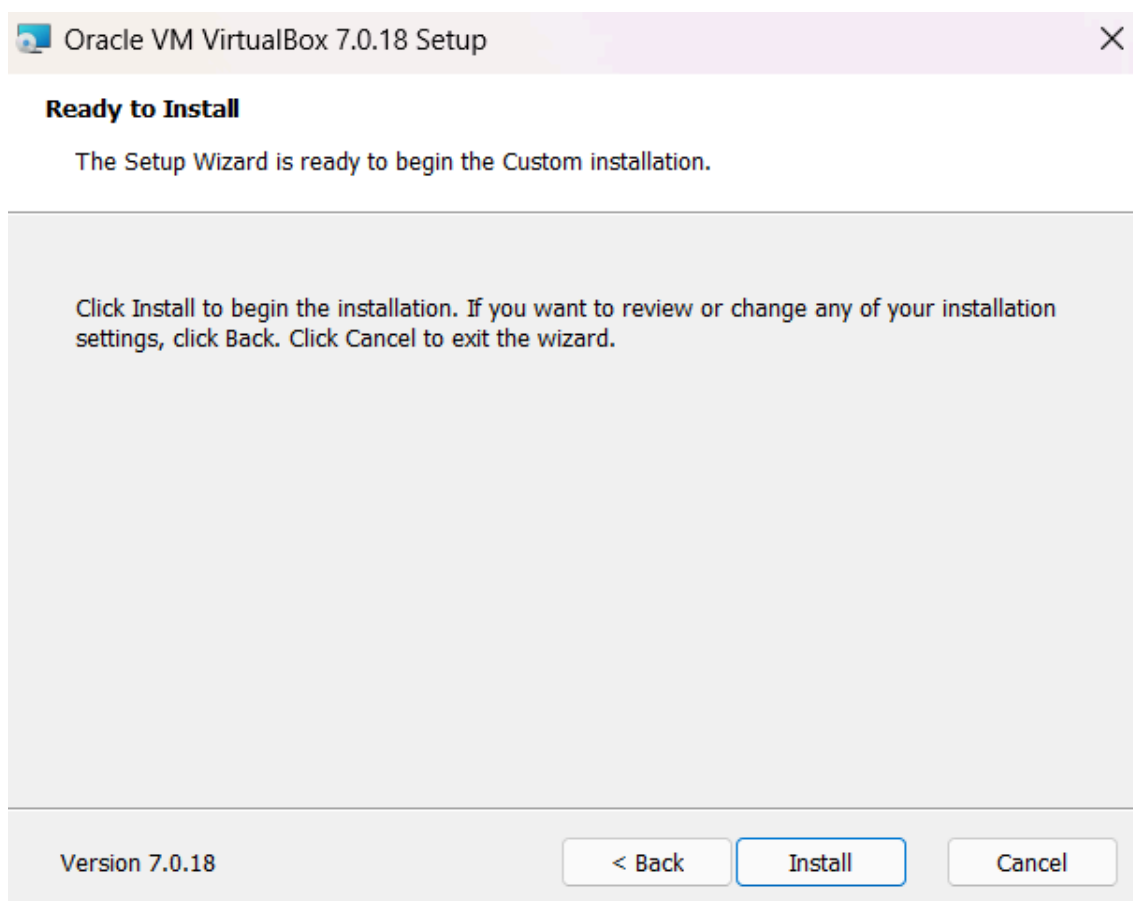 Oracle VM VirtualBox 7.0.18 Setup
Ready to Install
The Setup Wizard is ready to begin the Custom installation.
Click Install to begin the installation. If you want to review or change any of your installation
settings, click Back. Click Cancel to exit the wizard.
Version 7.0.18
< Back
Install
Cancel